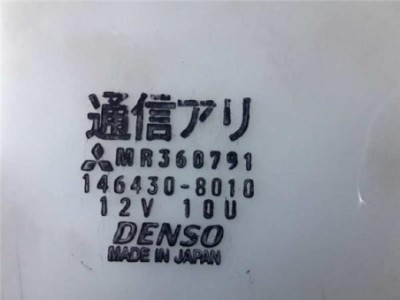 通信アリ
MR360791
146430-8010
12V 10U
DENSO
MADE IN JAPAN